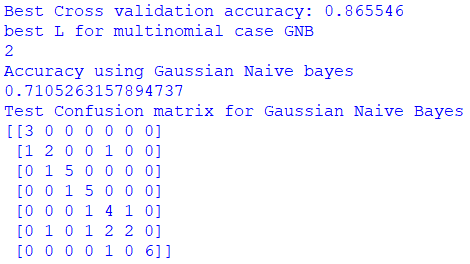 Best Cross validation accuracy: 0.865546
best L for multinomial case GNB
2
Accuracy using Gaussian Naive bayes
0.7105263157894737
Test Confusion matrix for Gaussian Naive Bayes
[[3 0 0 0 0 0 0]
 [1 2 0 0 1 0 0]
 [0 1 5 0 0 0 0]
 [0 0 1 5 0 0 0]
 [0 0 0 1 4 1 0]
 [0 1 0 1 2 2 0]
 [0 0 0 0 1 0 6]]